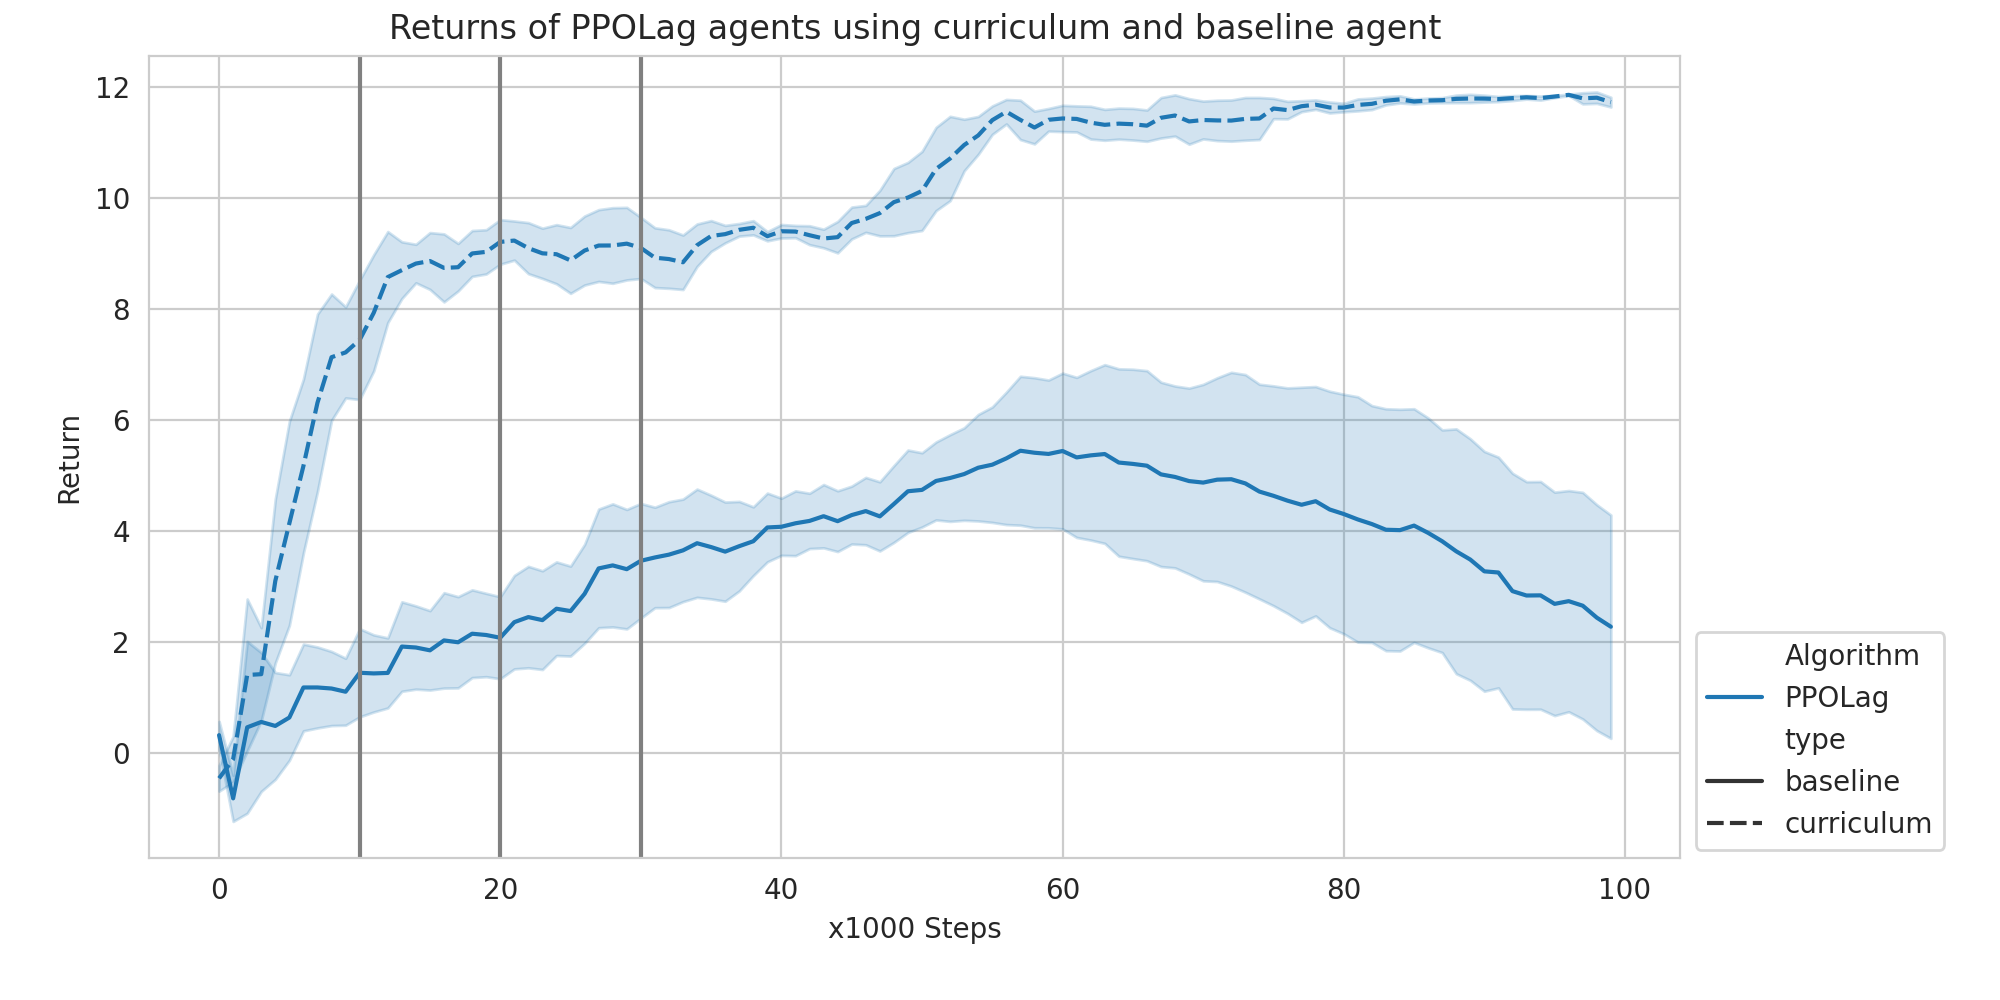 Returns of PPOLag agents using curriculum and baseline agent
12
10
8
6
4
2
0
Return
0 20 40 60 80 100
x1000 Steps
Algorithm
PPOLag
type
baseline
curriculum